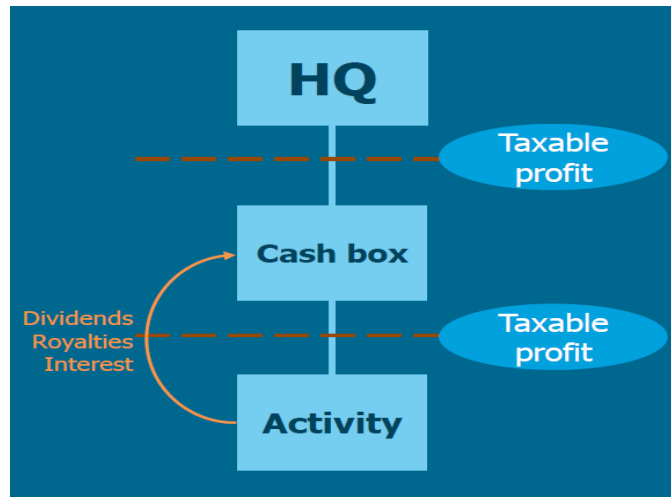 HQ
Taxable
profit
Cash box
Dividends
Royalties
Interest
Taxable
profit
Activity